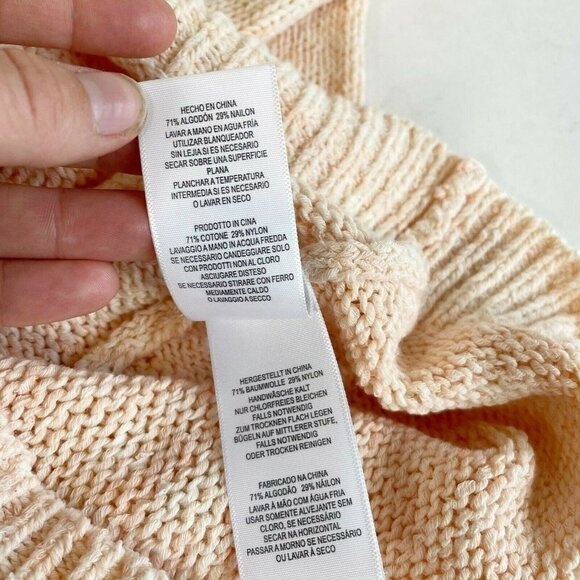 HECHO EN CHINA
71% ALGODÓN 29% NÁILON
LAVAR A MANO EN AGUA FRÍA
UTILIZAR BLANQUEADOR
SIN LEJIA SI ES NECESARIO
SECAR SOBRE UNA SUPERFICIE
PLANA
PLANCHAR A TEMPERATURA
INTERMEDIA SI ES NECESARIO
O LAVAR EN SECO
PRODOTTO IN CINA
71% COTONE 29% NYLON
LAVAGGIO A MANO IN ACQUA FREDDA
SE NECESSARIO CANDEGGIARE SOLO
CON PRODOTTI NON AL CLORO
ASCIUGARE DISTESO
SE NECESSARIO STIRARE CON FERRO
MEDIAMENTE CALDO
O LAVAGGIO A SECCO
HERGESTELLT IN CHINA
71% BAUMWOLLE 29% NYLON
HANDWÄSCHE KALT
NUR CHLORFREIES BLEICHEN
FALLS NOTWENDIG
ZUM TROCKNEN FLACH LEGEN
BÜGELN AUF MITTLERER STUFE,
FALLS NOTWENDIG
ODER TROCKEN REINIGEN
FABRICADO NA CHINA
71% ALGODÃO 29% NÁILON
LAVAR À MÃO COM ÁGUA FRIA
USAR SOMENTE ALVEJANTE SEM
CLORO, SE NECESSÁRIO
SECAR NA HORIZONTAL
PASSAR A MORNO SE NECESSÁRIO
OU LAVAR À SECO